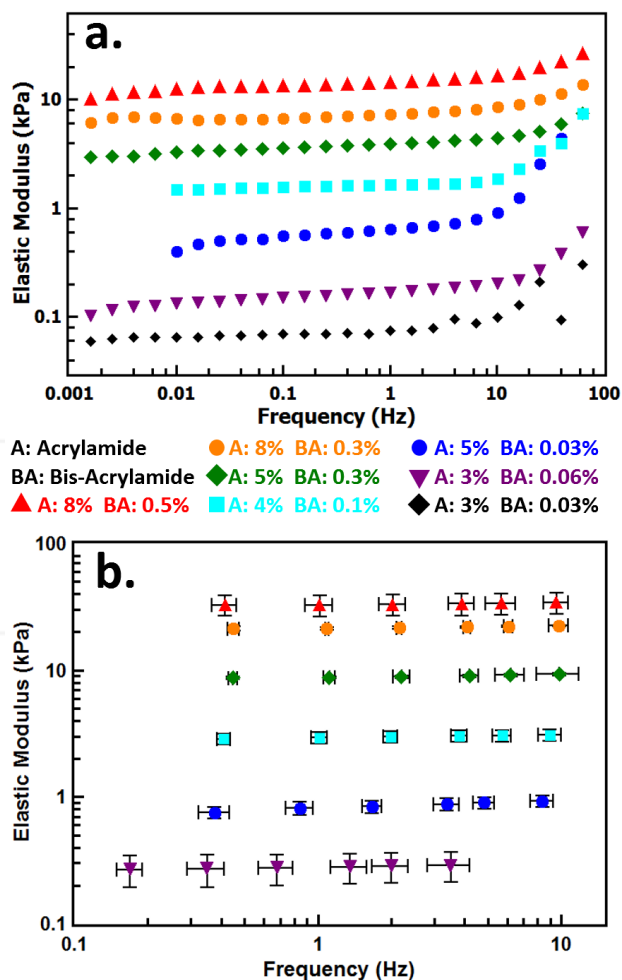 a.
Elastic Modulus (kPa)
10
1
0.1
0.001 0.01 0.1 1 10 100
Frequency (Hz)
A: Acrylamide
A: 8% BA: 0.3%
A: 5% BA: 0.03%
BA: Bis-Acrylamide
A: 5% BA: 0.3%
A: 3% BA: 0.06%
A: 8% BA: 0.5%
A: 4% BA: 0.1%
A: 3% BA: 0.03%
b.
Elastic Modulus (kPa)
100
10
1
0.1
0.1 1 10
Frequency (Hz)